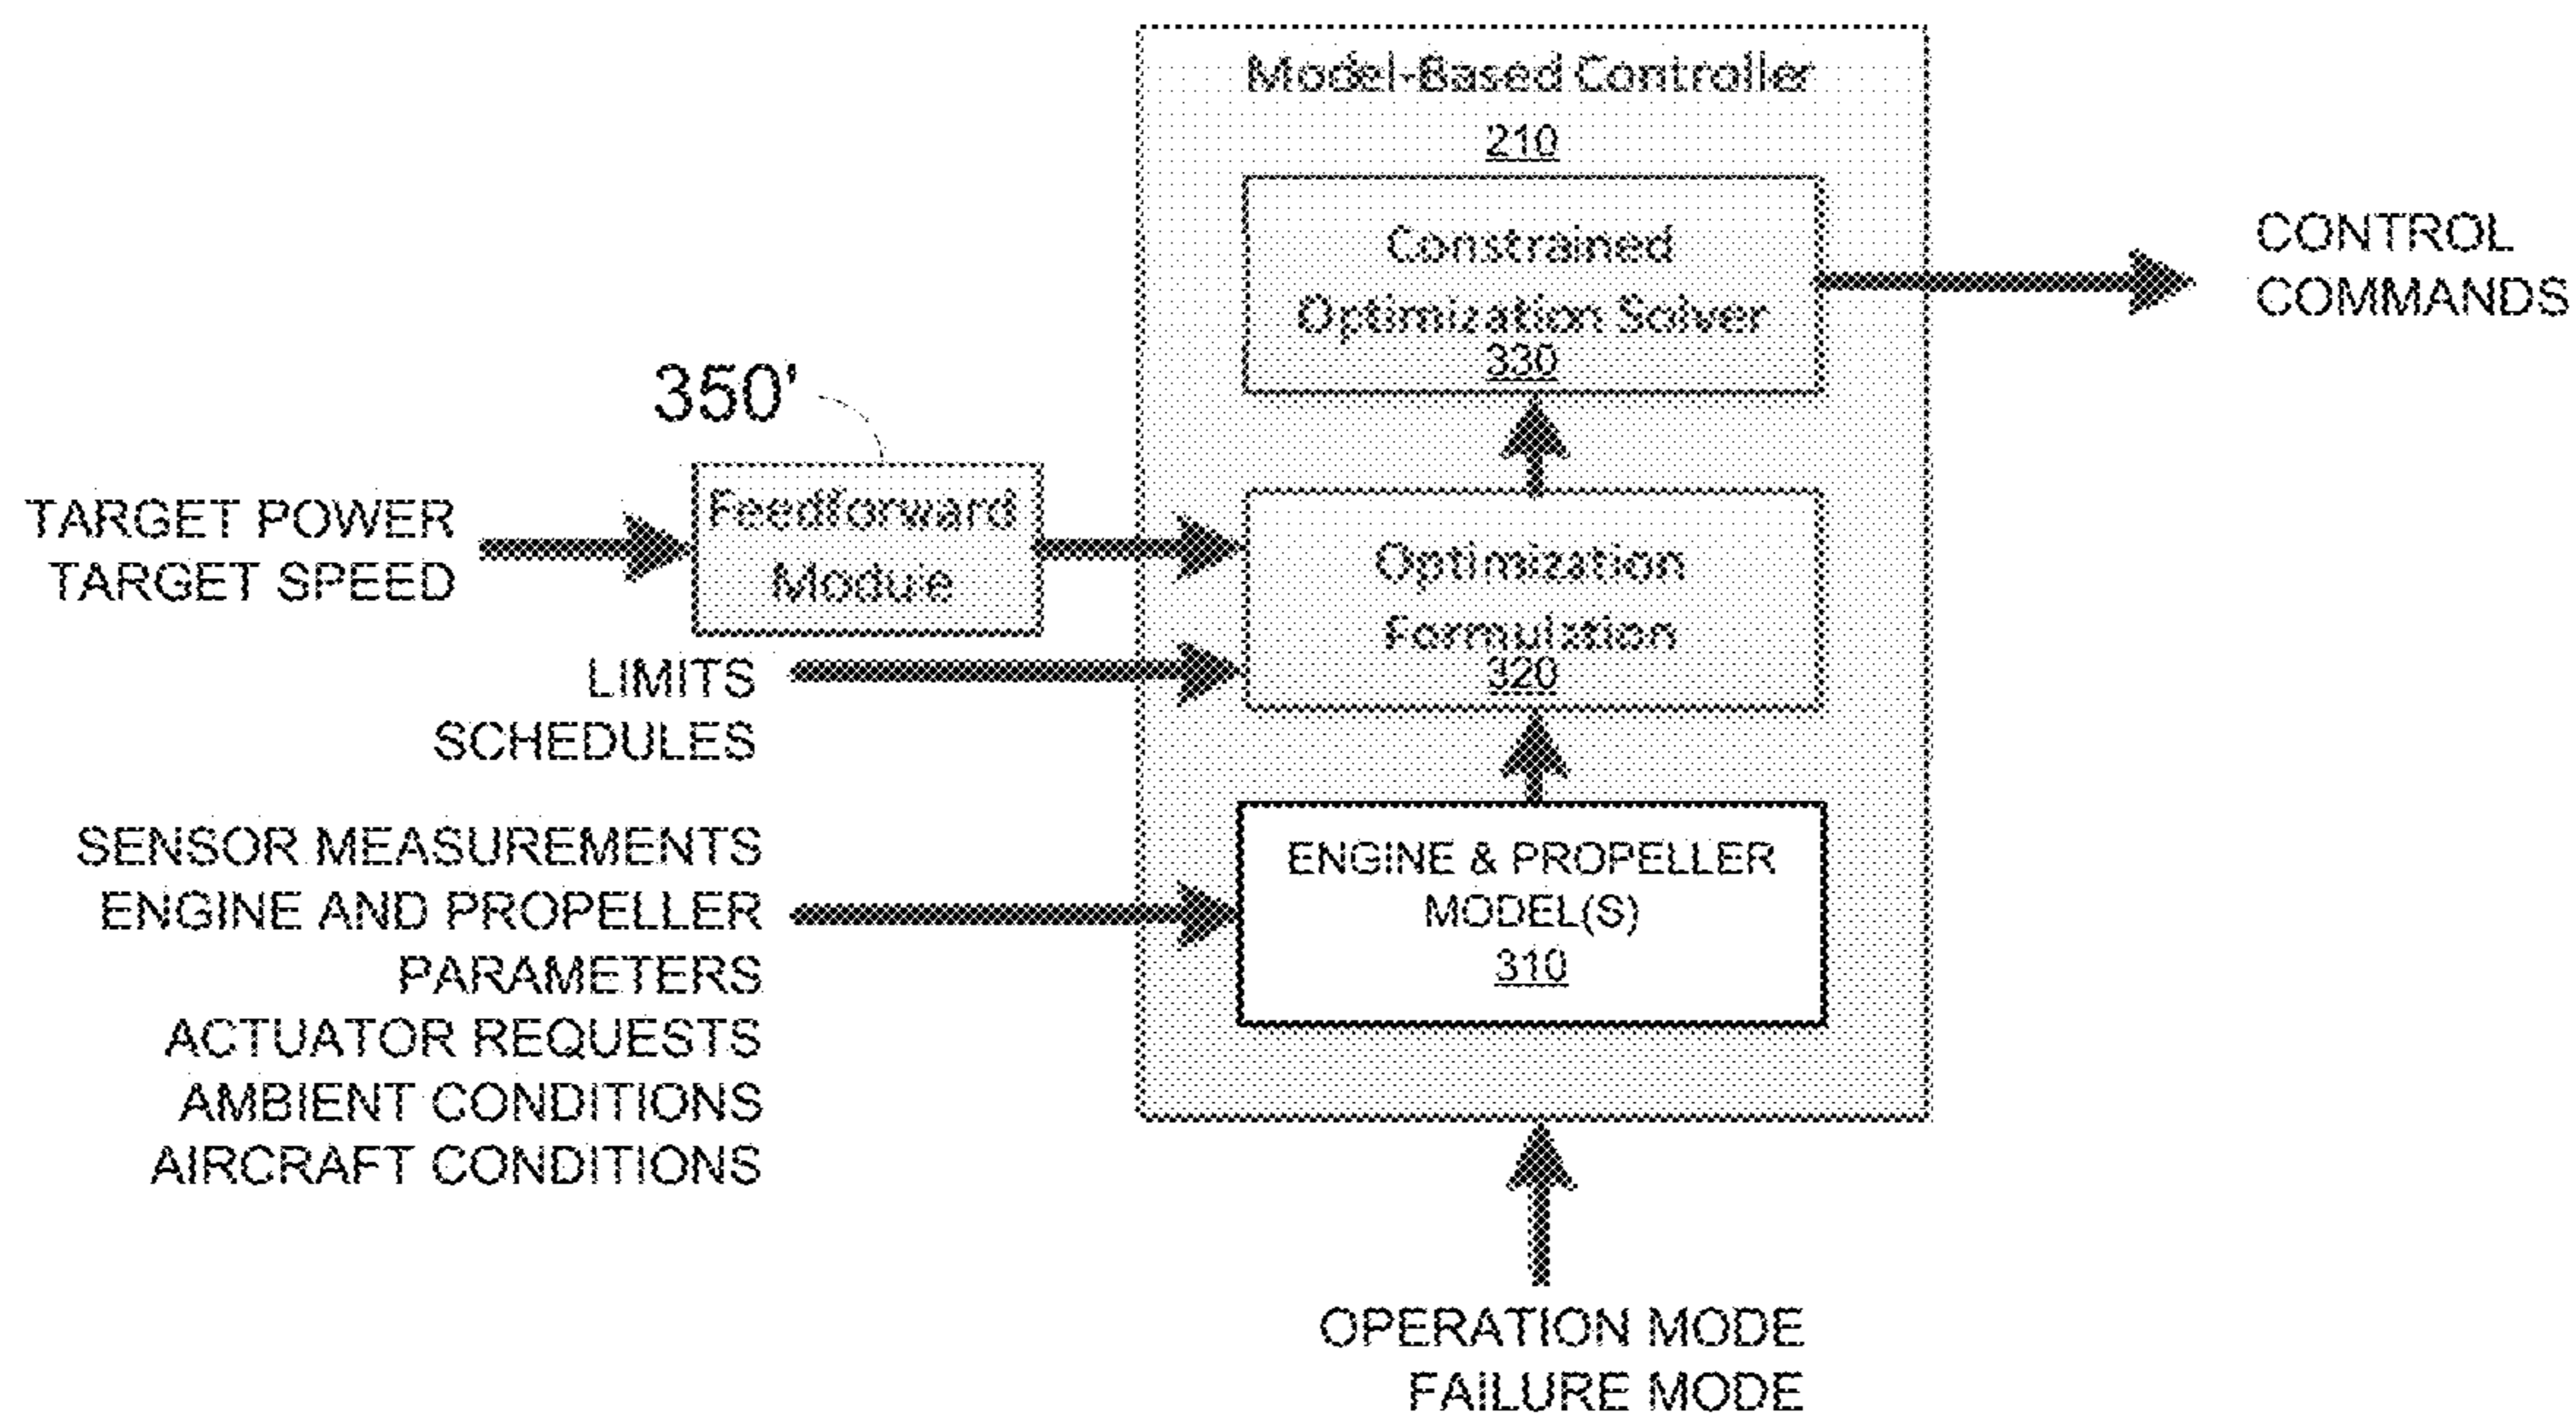 Model-Based Controller
210
Constrained
Optimization Solver
330
CONTROL
COMMANDS
350'
TARGET POWER
TARGET SPEED
Feedforward
Module
Optimization
Formulation
320
LIMITS
SCHEDULES
SENSOR MEASUREMENTS
ENGINE AND PROPELLER
PARAMETERS
ACTUATOR REQUESTS
AMBIENT CONDITIONS
AIRCRAFT CONDITIONS
ENGINE & PROPELLER
MODEL(S)
310
OPERATION MODE
FAILURE MODE